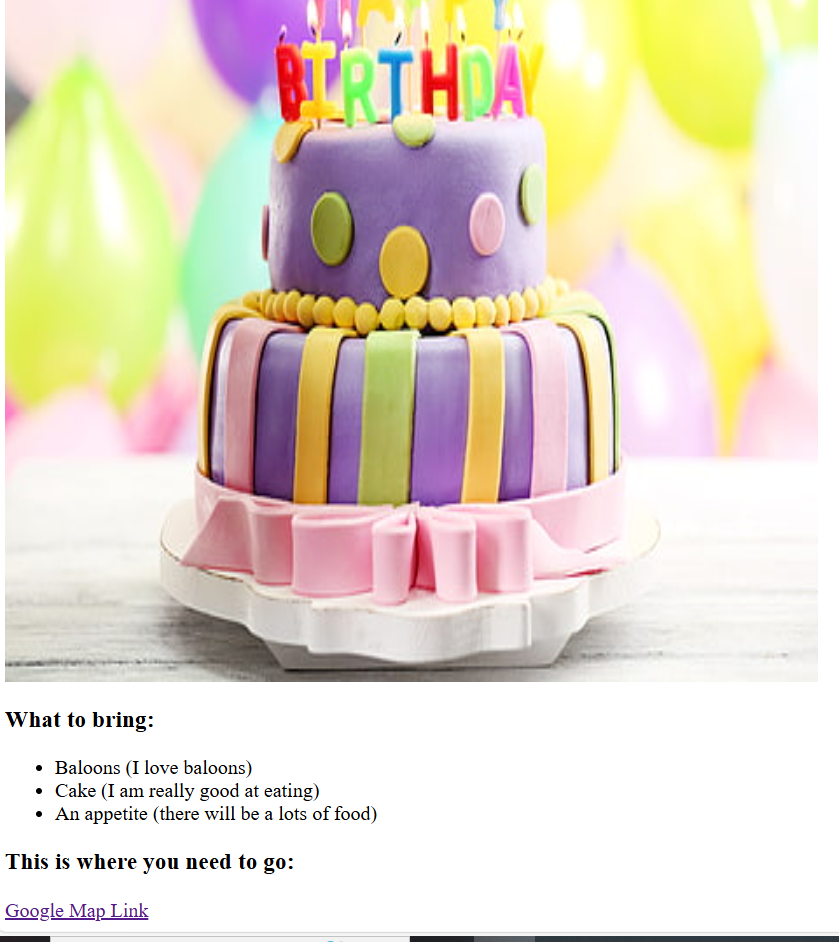 BIRTHDAY
What to bring:
Baloons (I love baloons)
Cake (I am really good at eating)
An appetite (there will be a lots of food)
This is where you need to go:
Google Map Link